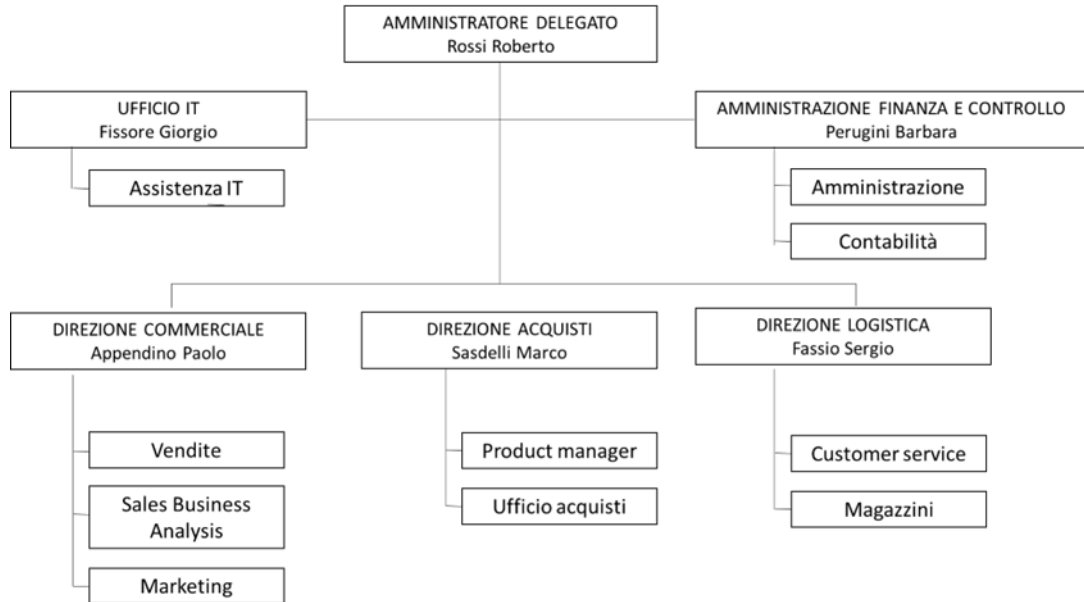 AMMINISTRATORE DELEGATO
Rossi Roberto
UFFICIO IT
Fissore Giorgio
AMMINISTRAZIONE FINANZA E CONTROLLO
Perugini Barbara
Assistenza IT
Amministrazione
Contabilità
DIREZIONE COMMERCIALE
Appendino Paolo
DIREZIONE ACQUISTI
Sasdelli Marco
DIREZIONE LOGISTICA
Fassio Sergio
Vendite
Sales Business
Analysis
Marketing
Product manager
Ufficio acquisti
Customer service
Magazzini